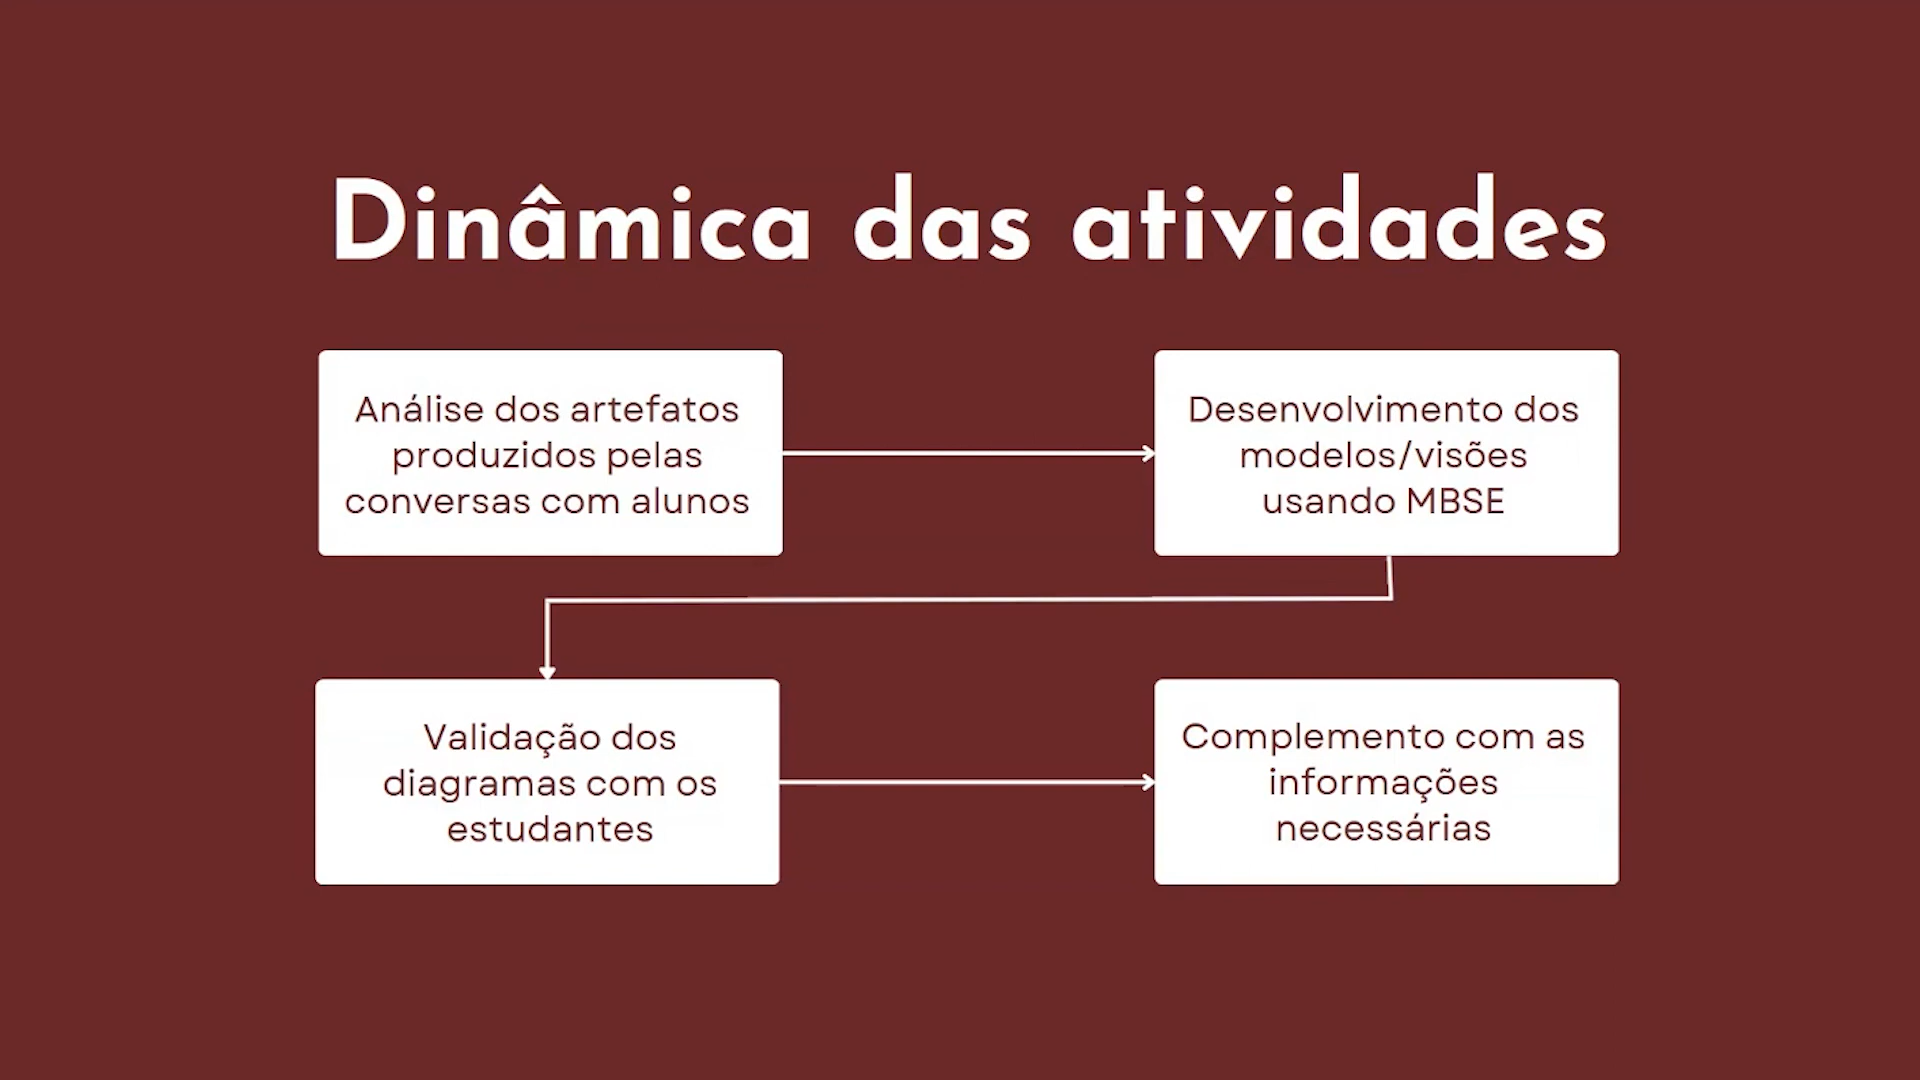 Dinâmica das atividades
Análise dos artefatos
produzidos pelas
conversas com alunos
Desenvolvimento dos
modelos/visões
usando MBSE
Validação dos
diagramas com os
estudantes
Complemento com as
informações
necessárias